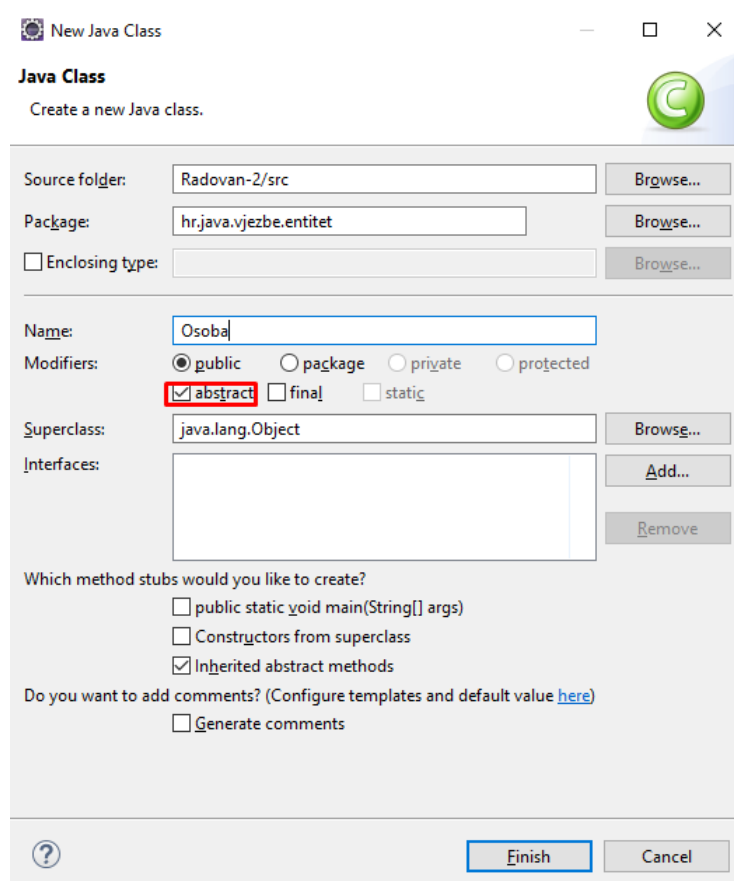 New Java Class
Java Class
Create a new Java class.
C
Source folder: Radovan-2/src Browse...
Package: hr.java.vjezbe.entitet Browse...
Enclosing type: Browse...
Name: Osoba
Modifiers: public package private protected
abstract final static
Superclass: java.lang.Object Browse...
Interfaces: Add...
Remove
Which method stubs would you like to create?
public static void main(String[] args)
Constructors from superclass
Inherited abstract methods
Do you want to add comments? (Configure templates and default value here)
Generate comments
? Finish Cancel